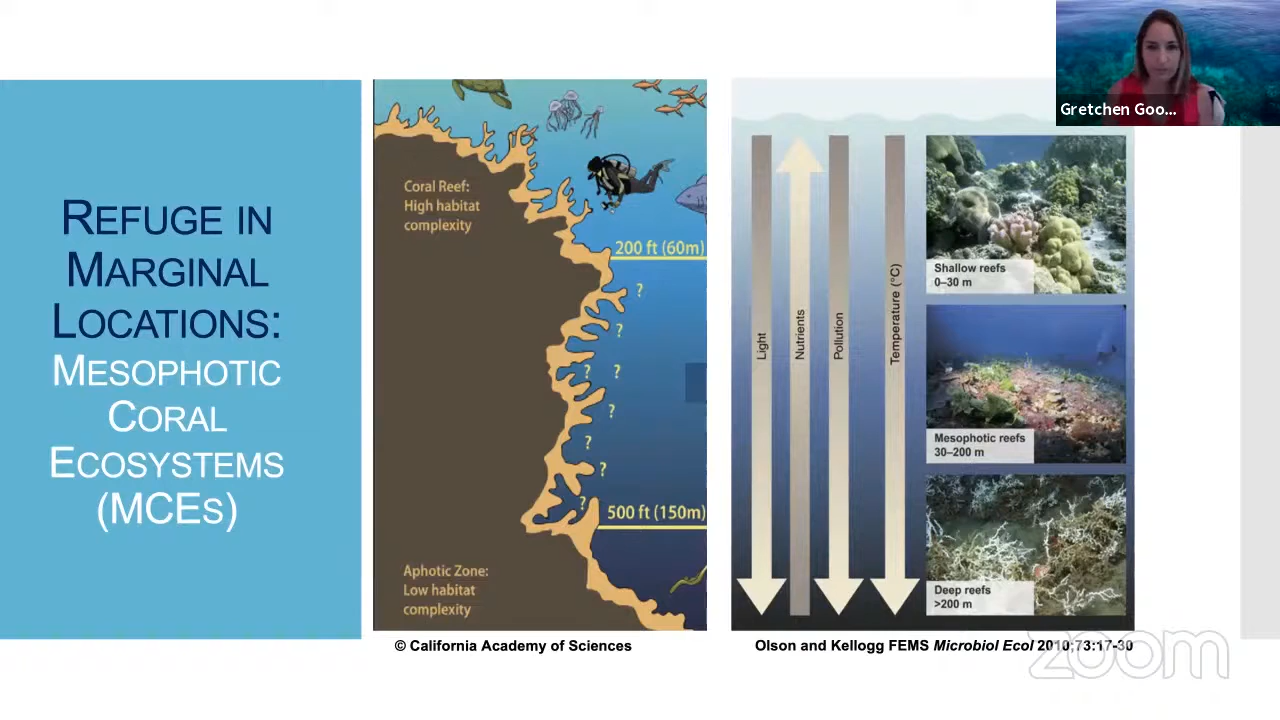 Gretchen Goo...
REFUGE IN
MARGINAL
LOCATIONS:
MESOPHOTIC
CORAL
ECOSYSTEMS
(MCES)
Coral Reef:
High habitat
complexity
200 ft (60m)
?
?
?
?
?
?
?
?
500 ft (150m)
Aphotic Zone:
Low habitat
complexity
© California Academy of Sciences
Light
Nutrients
Pollution
Temperature (°C)
Shallow reefs
0–30 m
Mesophotic reefs
30–200 m
Deep reefs
>200 m
Olson and Kellogg FEMS Microbiol Ecol 2010;73:17-30
zoom